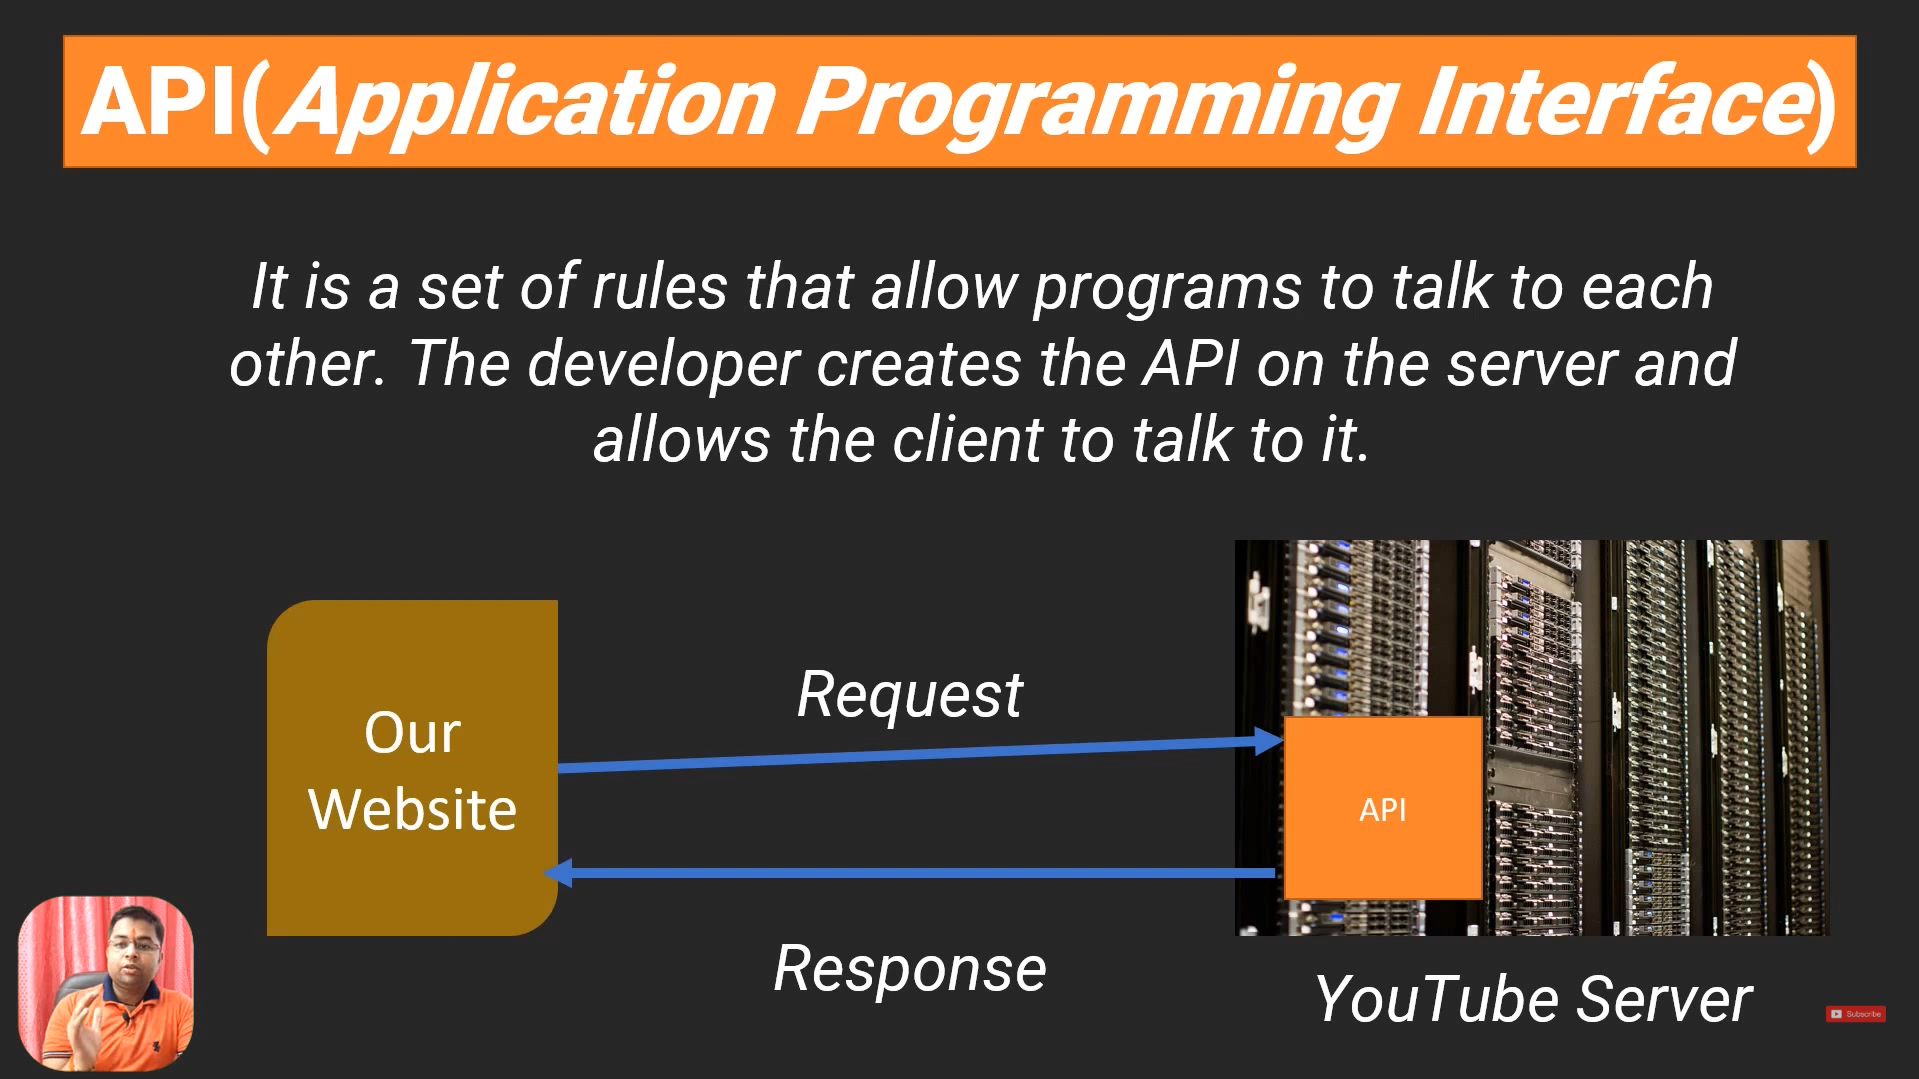 API(Application Programming Interface)
It is a set of rules that allow programs to talk to each
other. The developer creates the API on the server and
allows the client to talk to it.
Our
Website
Request
API
Response
YouTube Server
Subscribe